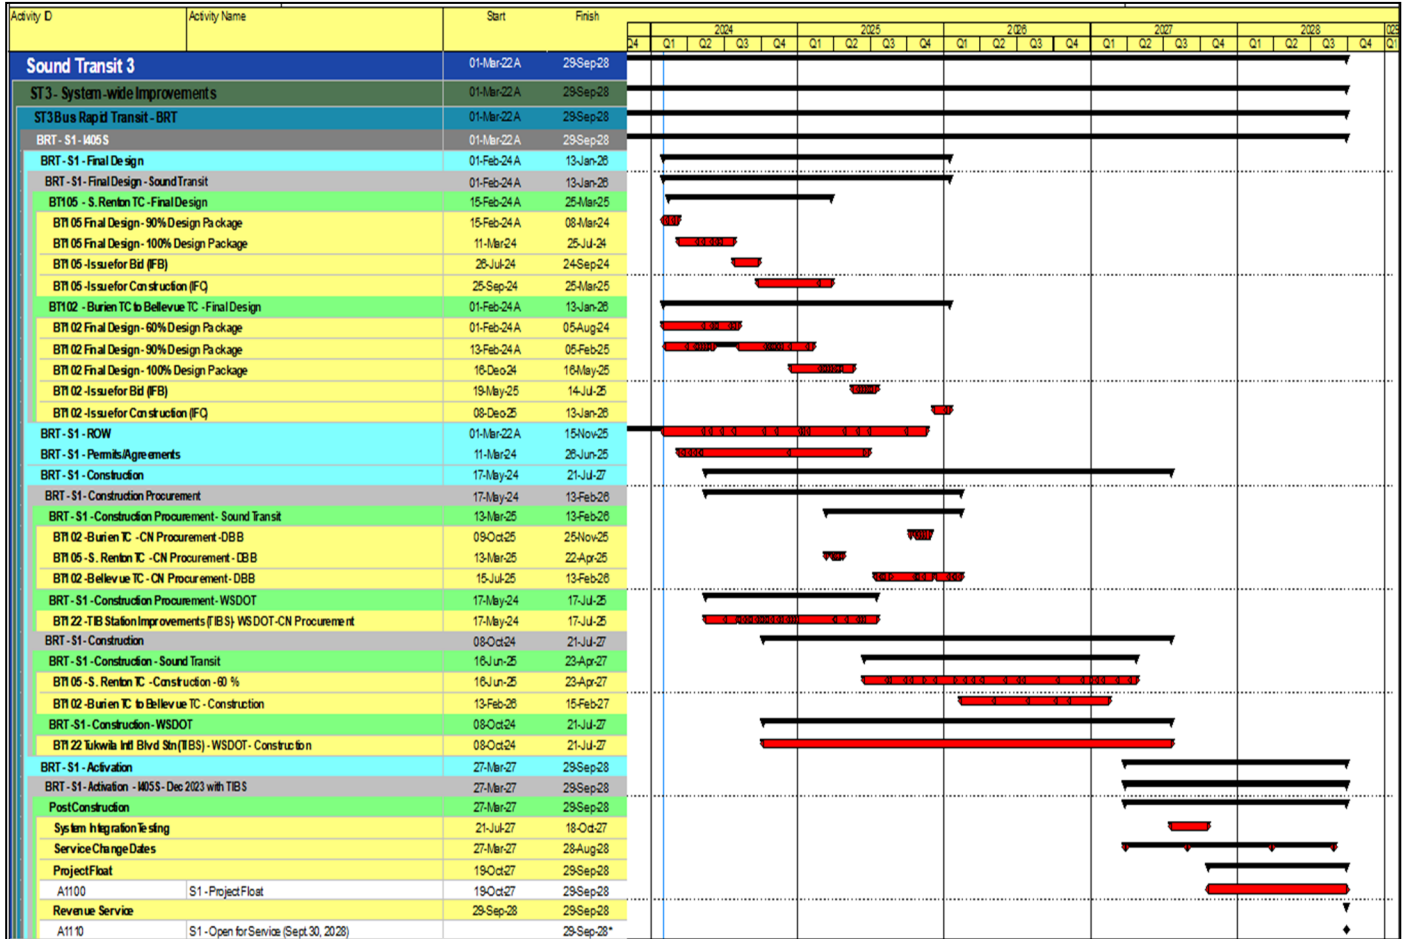 Activity ID Activity Name Start Finish 2024 2025 2026 2027 2028 029
Q4 Q1 Q2 Q3 Q4 Q1 Q2 Q3 Q4 Q1 Q2 Q3 Q4 Q1 Q2 Q3 Q4 Q1 Q2 Q3 Q4 Q1
Sound Transit 3 01-Mar-22 A 29-Sep-28
ST3 - System-wide Improvements 01-Mar-22 A 29-Sep-28
ST3 Bus Rapid Transit - BRT 01-Mar-22 A 29-Sep-28
BRT - S1 - I405S 01-Mar-22 A 29-Sep-28
BRT - S1 - Final Design 01-Feb-24 A 13-Jan-26
BRT - S1 - Final Design - Sound Transit 01-Feb-24 A 13-Jan-26
BT105 - S. Renton TC - Final Design 15-Feb-24 A 25-Mar-25
BT105 Final Design - 90% Design Package 15-Feb-24 A 08-Mar-24
BT105 Final Design - 100% Design Package 11-Mar-24 25-Jul-24
BT105 - Issue for Bid (IFB) 26-Jul-24 24-Sep-24
BT105 - Issue for Construction (IFC) 25-Sep-24 25-Mar-25
BT102 - Burien TC to Bellevue TC - Final Design 01-Feb-24 A 13-Jan-26
BT102 Final Design - 60% Design Package 01-Feb-24 A 05-Aug-24
BT102 Final Design - 90% Design Package 13-Feb-24 A 05-Feb-25
BT102 Final Design - 100% Design Package 16-Dec-24 16-May-25
BT102 - Issue for Bid (IFB) 19-May-25 14-Jul-25
BT102 - Issue for Construction (IFC) 08-Dec-25 13-Jan-26
BRT - S1 - ROW 01-Mar-22 A 15-Nov-25
BRT - S1 - Permits/Agreements 11-Mar-24 26-Jun-25
BRT - S1 - Construction 17-May-24 21-Jul-27
BRT - S1 - Construction Procurement 17-May-24 13-Feb-26
BRT - S1 - Construction Procurement - Sound Transit 13-Mar-25 13-Feb-26
BT102 - Burien TC - CN Procurement - DBB 09-Oct-25 25-Nov-25
BT105 - S. Renton TC - CN Procurement - DBB 13-Mar-25 22-Apr-25
BT102 - Bellevue TC - CN Procurement - DBB 15-Jul-25 13-Feb-26
BRT - S1 - Construction Procurement - WSDOT 17-May-24 17-Jul-25
BT122 - TIB Station Improvements (TIBS)- WSDOT-CN Procurement 17-May-24 17-Jul-25
BRT - S1 - Construction 08-Oct-24 21-Jul-27
BRT - S1 - Construction - Sound Transit 16-Jun-25 23-Apr-27
BT105 - S. Renton TC - Construction - 60 % 16-Jun-25 23-Apr-27
BT102 - Burien TC to Bellevue TC - Construction 13-Feb-26 15-Feb-27
BRT -S1 - Construction - WSDOT 08-Oct-24 21-Jul-27
BT122 Tukwila Intl Blvd Stn (TIBS) - WSDOT - Construction 08-Oct-24 21-Jul-27
BRT - S1 - Activation 27-Mar-27 29-Sep-28
BRT - S1 - Activation - I405S - Dec 2023 with TIBS 27-Mar-27 29-Sep-28
Post Construction 27-Mar-27 29-Sep-28
System Integration Testing 21-Jul-27 18-Oct-27
Service Change Dates 27-Mar-27 28-Aug-28
Project Float 19-Oct-27 29-Sep-28
A1100 S1 - Project Float 19-Oct-27 29-Sep-28
Revenue Service 29-Sep-28 29-Sep-28
A1110 S1 - Open for Service (Sept 30, 2028) 29-Sep-28*